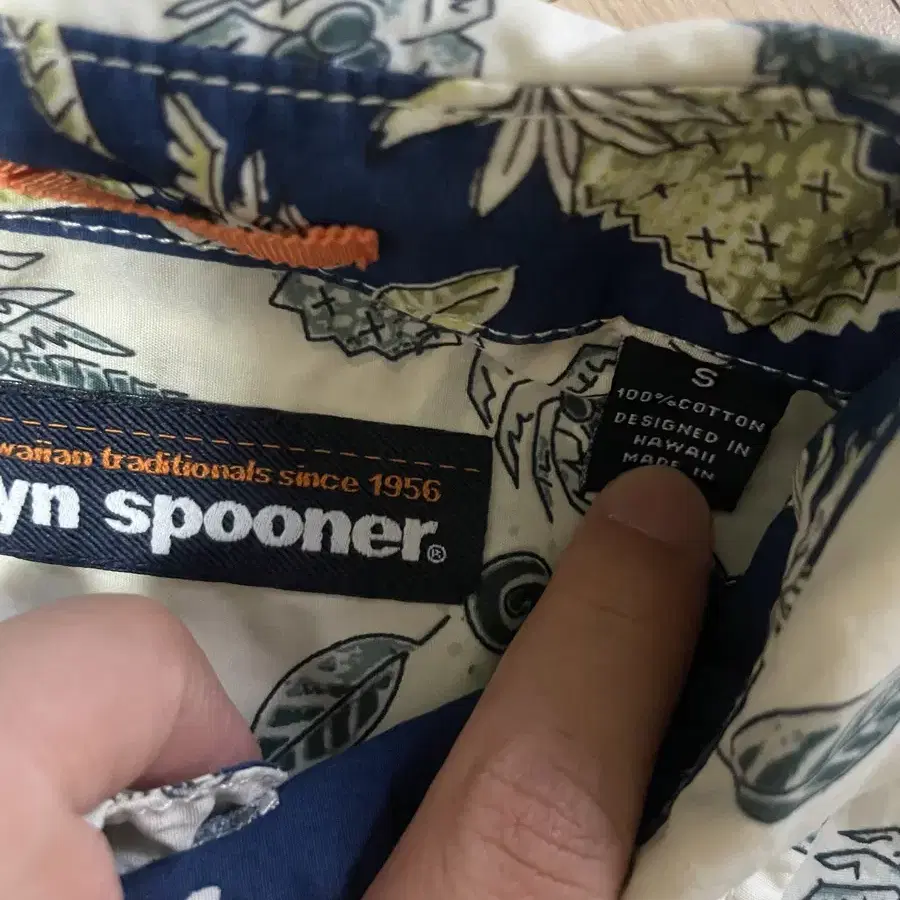 waiian traditionals since 1956
yn spooner®
S
100%COTTON
DESIGNED IN
HAWAII
MADE IN